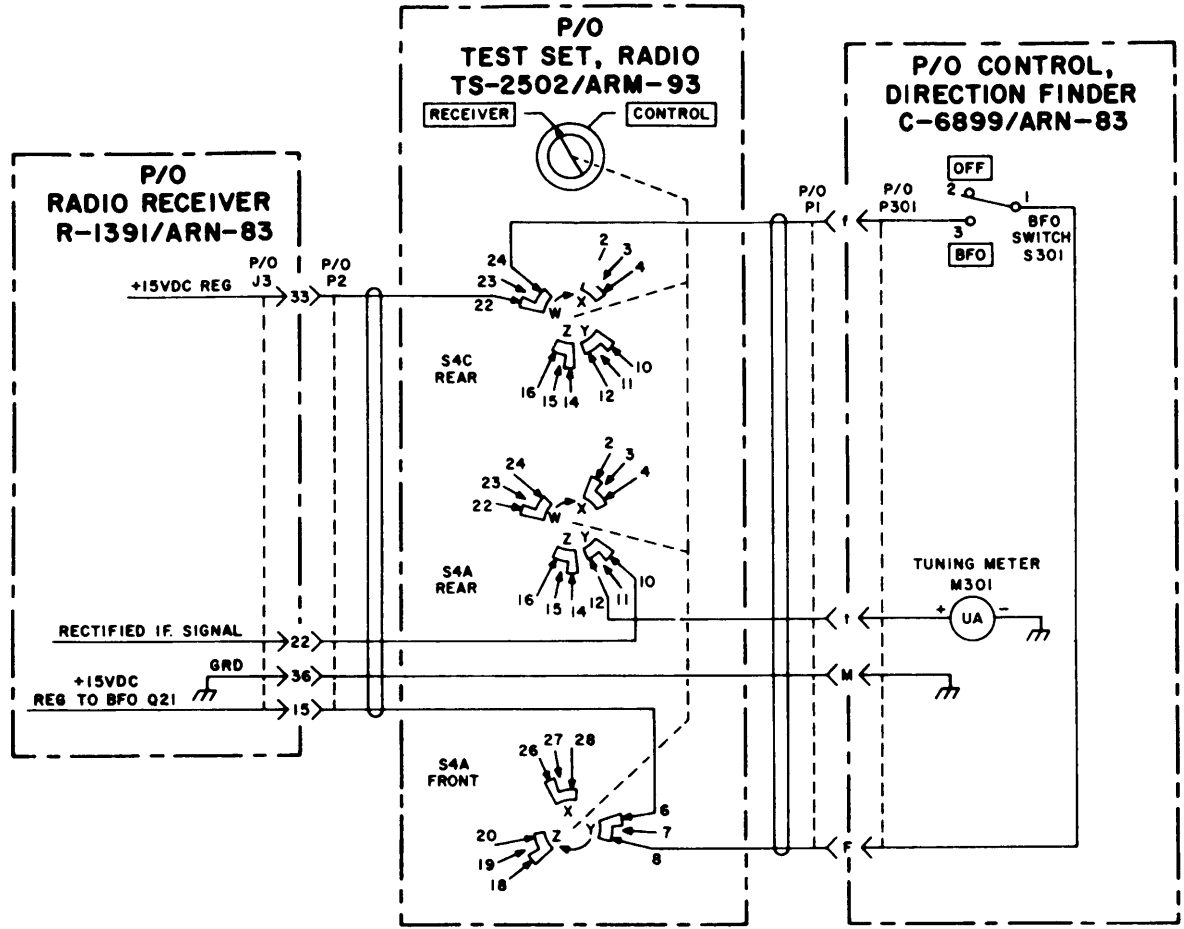 P/O
TEST SET, RADIO
TS-2502/ARM-93
RECEIVER
CONTROL
P/O CONTROL,
DIRECTION FINDER
C-6899/ARN-83
OFF
2
1
3
BFO
BFO
SWITCH
S301
P/O
P1
P/O
P301
f
P/O
RADIO RECEIVER
R-1391/ARN-83
P/O
J3
P/O
P2
+15VDC REG
33
24
23
22
W
2
3
4
X
Z
Y
10
11
12
16
15
14
S4C
REAR
24
23
22
W
2
3
4
X
Z
Y
10
11
12
16
15
14
S4A
REAR
TUNING METER
M301
+
UA
-
t
RECTIFIED I.F. SIGNAL
22
GRD
36
M
+15VDC
REG TO BFO Q21
15
S4A
FRONT
26
27
28
X
Y
Z
6
7
8
20
19
18
F